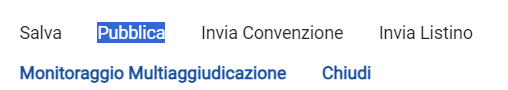 Salva Pubblica Invia Convenzione Invia Listino
Monitoraggio Multiaggiudicazione Chiudi